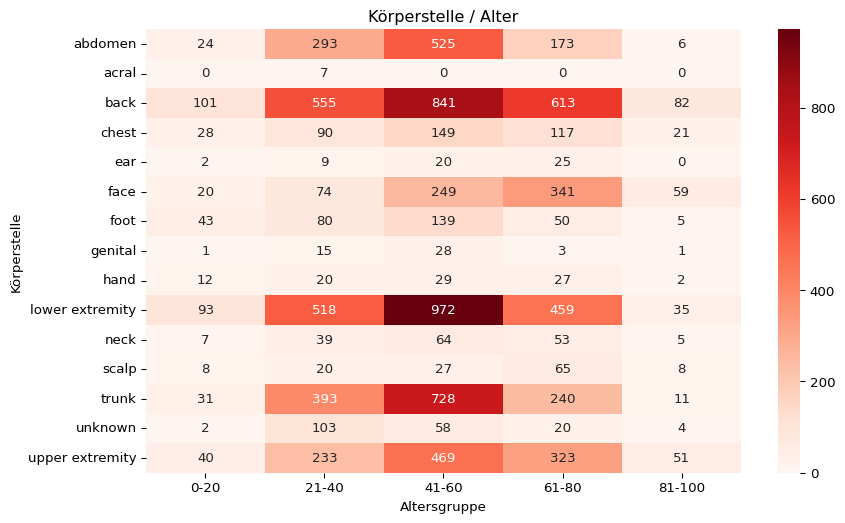 Körperstelle / Alter
abdomen 24 293 525 173 6
acral 0 7 0 0 0
back 101 555 841 613 82
chest 28 90 149 117 21
ear 2 9 20 25 0
face 20 74 249 341 59
foot 43 80 139 50 5
genital 1 15 28 3 1
hand 12 20 29 27 2
lower extremity 93 518 972 459 35
neck 7 39 64 53 5
scalp 8 20 27 65 8
trunk 31 393 728 240 11
unknown 2 103 58 20 4
upper extremity 40 233 469 323 51
0-20 21-40 41-60 61-80 81-100
Altersgruppe
Körperstelle
800
600
400
200
0